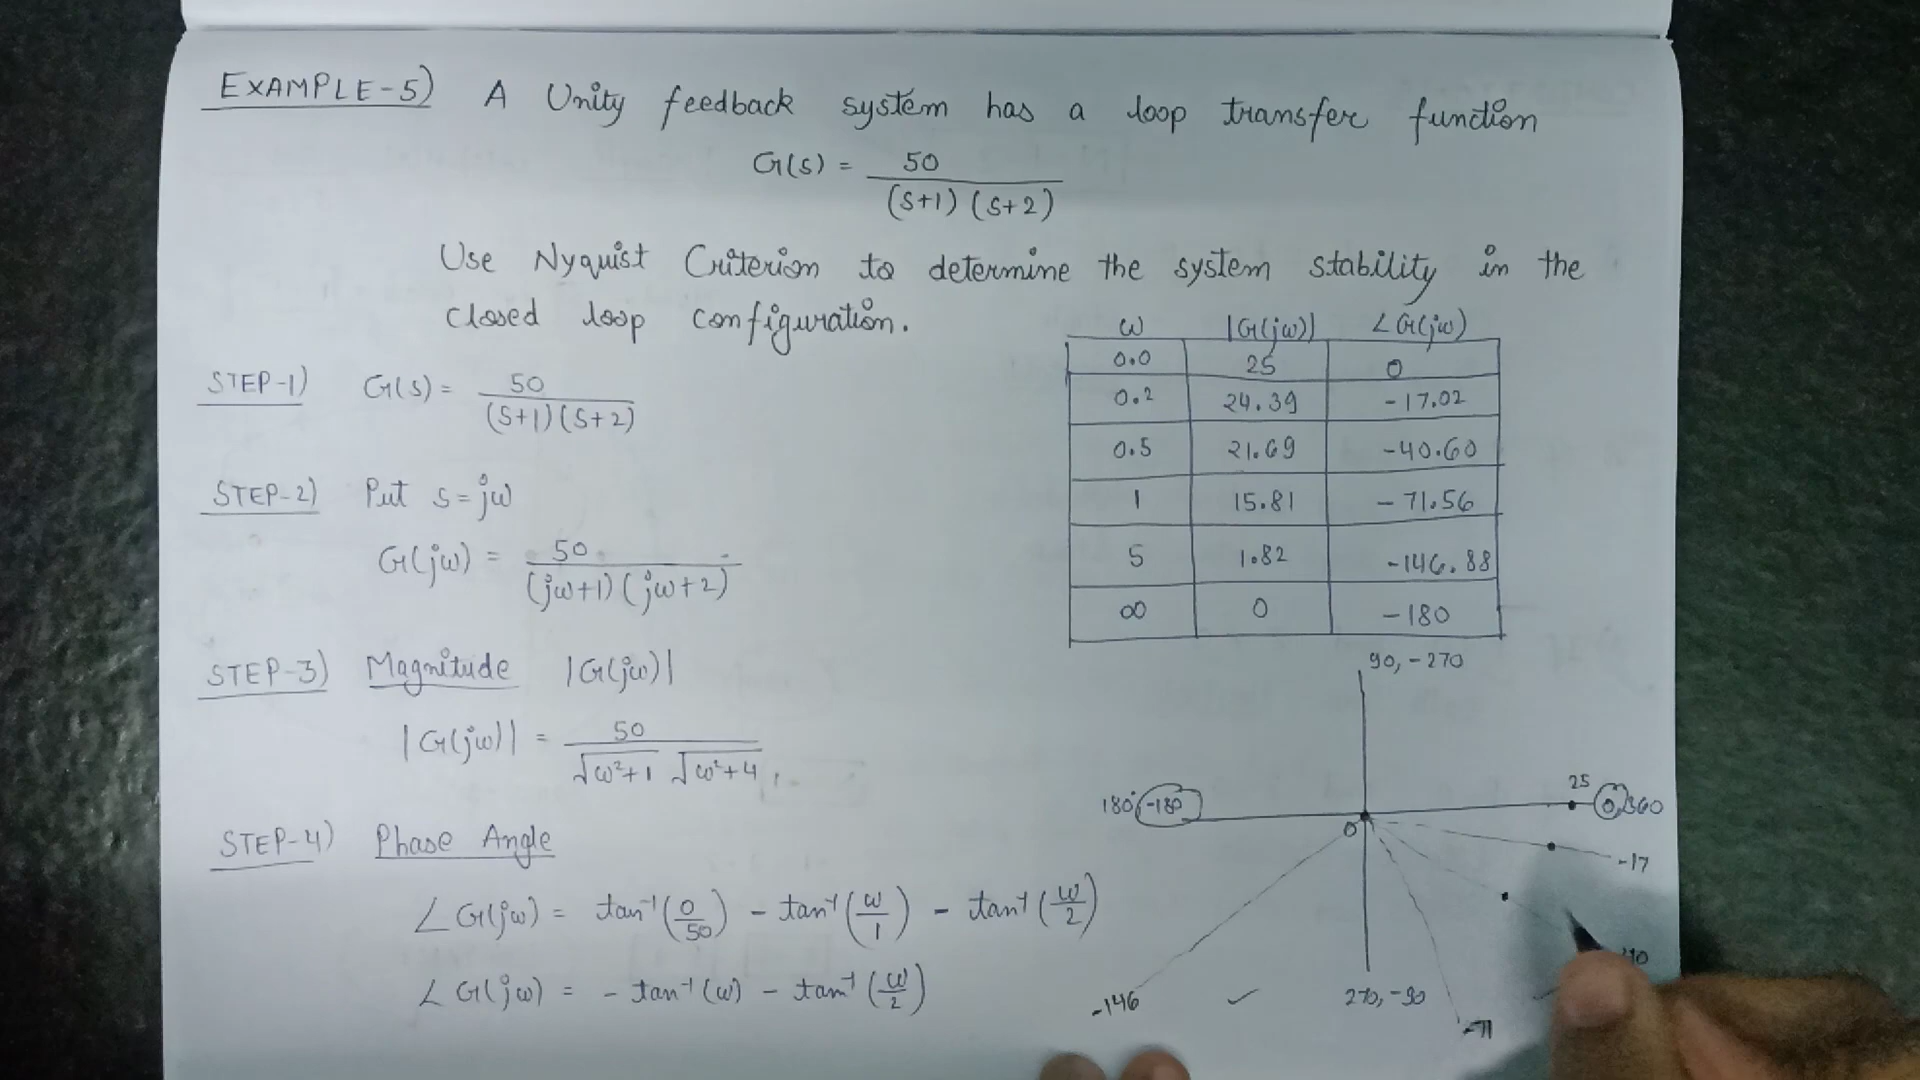 EXAMPLE-5) A Unity feedback system has a loop transfer function
G(s) = 50 / (s+1) (s+2)
Use Nyquist Criterion to determine the system stability in the
closed loop configuration.
STEP-1) G(s) = 50 / (s+1) (s+2)
STEP-2) Put s = jω
G(jω) = 50 / (jω+1) (jω+2)
STEP-3) Magnitude |G(jω)|
|G(jω)| = 50 / √ω²+1 √ω²+4
STEP-4) Phase Angle
∠G(jω) = tan⁻¹(0/50) - tan⁻¹(ω/1) - tan⁻¹(ω/2)
∠G(jω) = - tan⁻¹(ω) - tan⁻¹(ω/2)
ω |G(jω)| ∠G(jω)
0.0 25 0
0.2 24.39 -17.02
0.5 21.69 -40.60
1 15.81 -71.56
5 1.82 -146.88
∞ 0 -180
90, -270
25
180, -180
0, 360
0
-17
-146
270, -90
-71